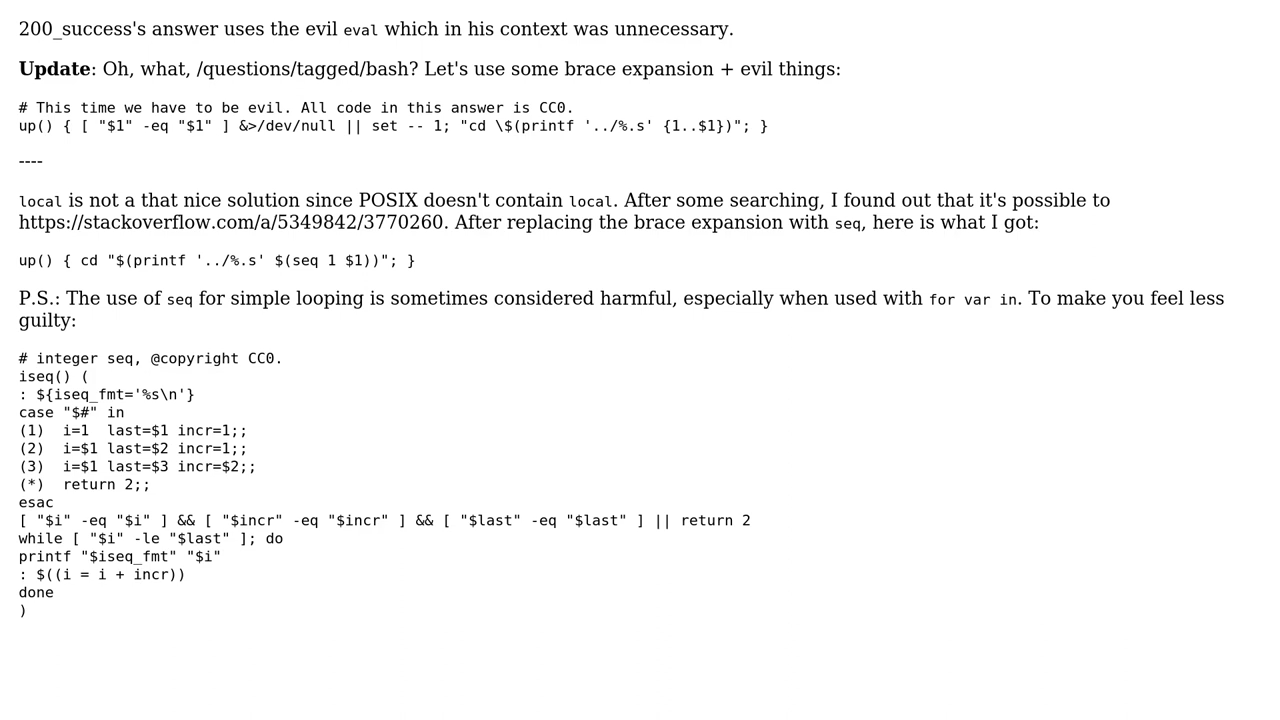 200_success's answer uses the evil eval which in his context was unnecessary.
Update: Oh, what, /questions/tagged/bash? Let's use some brace expansion + evil things:
# This time we have to be evil. All code in this answer is CC0.
up() { [ "$1" -eq "$1" ] &>/dev/null || set -- 1; "cd \$(printf '../%.s' {1..$1})"; }
----
local is not a that nice solution since POSIX doesn't contain local. After some searching, I found out that it's possible to
https://stackoverflow.com/a/5349842/3770260. After replacing the brace expansion with seq, here is what I got:
up() { cd "$(printf '../%.s' $(seq 1 $1))"; }
P.S.: The use of seq for simple looping is sometimes considered harmful, especially when used with for var in. To make you feel less
guilty:
# integer seq, @copyright CC0.
iseq() (
: ${iseq_fmt='%s\n'}
case "$#" in
(1)  i=1  last=$1 incr=1;;
(2)  i=$1 last=$2 incr=1;;
(3)  i=$1 last=$3 incr=$2;;
(*)  return 2;;
esac
[ "$i" -eq "$i" ] && [ "$incr" -eq "$incr" ] && [ "$last" -eq "$last" ] || return 2
while [ "$i" -le "$last" ]; do
printf "$iseq_fmt" "$i"
: $((i = i + incr))
done
)